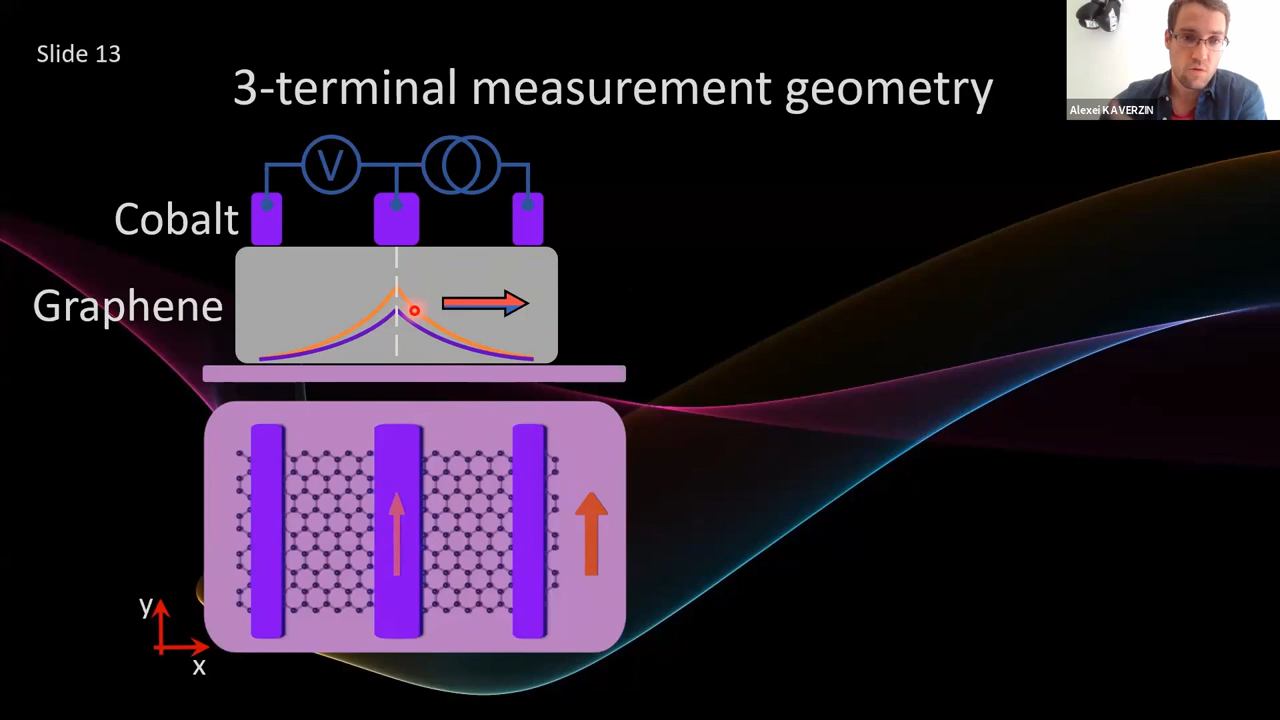 Slide 13
3-terminal measurement geometry
Alexei KAVERZIN
V
Cobalt
Graphene
y
x